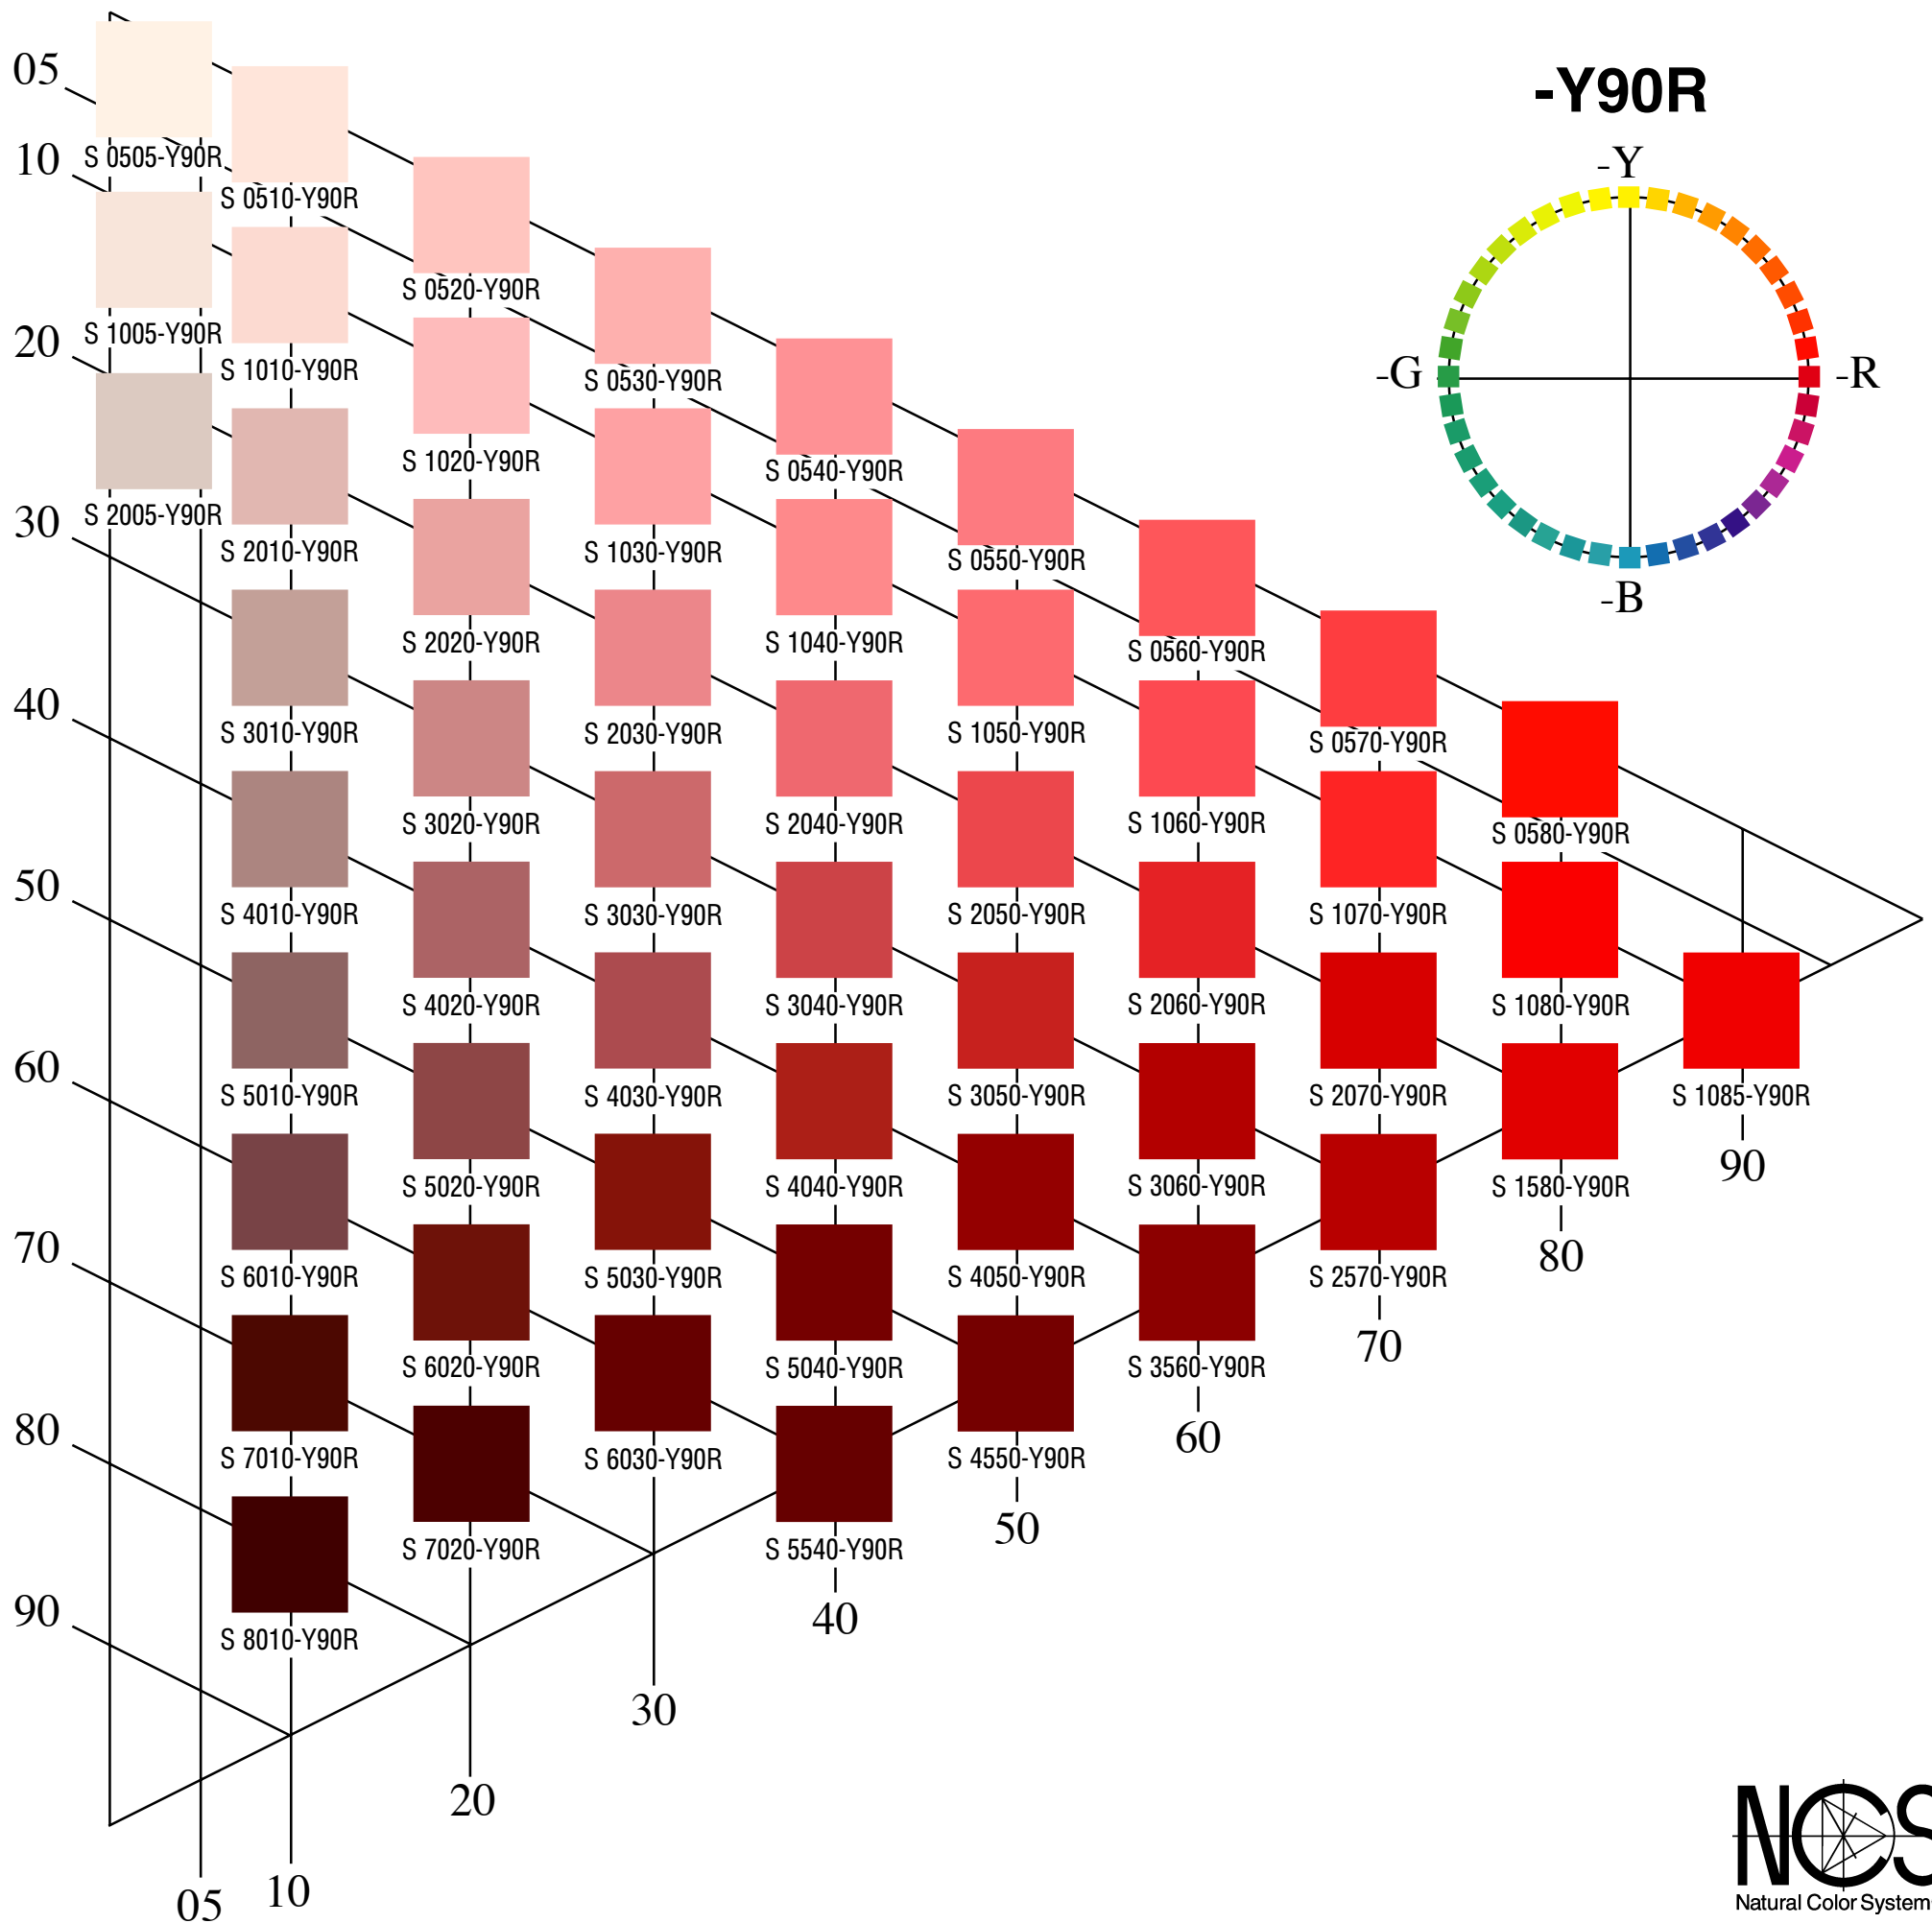 -Y90R
-Y
-G
-R
-B
05
10
20
30
40
50
60
70
80
90
S 0505-Y90R
S 0510-Y90R
S 0520-Y90R
S 1005-Y90R
S 1010-Y90R
S 0530-Y90R
S 1020-Y90R
S 0540-Y90R
S 2005-Y90R
S 2010-Y90R
S 1030-Y90R
S 0550-Y90R
S 2020-Y90R
S 1040-Y90R
S 0560-Y90R
S 3010-Y90R
S 2030-Y90R
S 1050-Y90R
S 0570-Y90R
S 3020-Y90R
S 2040-Y90R
S 1060-Y90R
S 0580-Y90R
S 4010-Y90R
S 3030-Y90R
S 2050-Y90R
S 1070-Y90R
S 4020-Y90R
S 3040-Y90R
S 2060-Y90R
S 1080-Y90R
S 5010-Y90R
S 4030-Y90R
S 3050-Y90R
S 2070-Y90R
S 1085-Y90R
S 5020-Y90R
S 4040-Y90R
S 3060-Y90R
S 1580-Y90R
S 6010-Y90R
S 5030-Y90R
S 4050-Y90R
S 2570-Y90R
S 6020-Y90R
S 5040-Y90R
S 3560-Y90R
S 7010-Y90R
S 6030-Y90R
S 4550-Y90R
S 7020-Y90R
S 5540-Y90R
S 8010-Y90R
90
80
70
60
50
40
30
20
10
05
NCS
Natural Color System